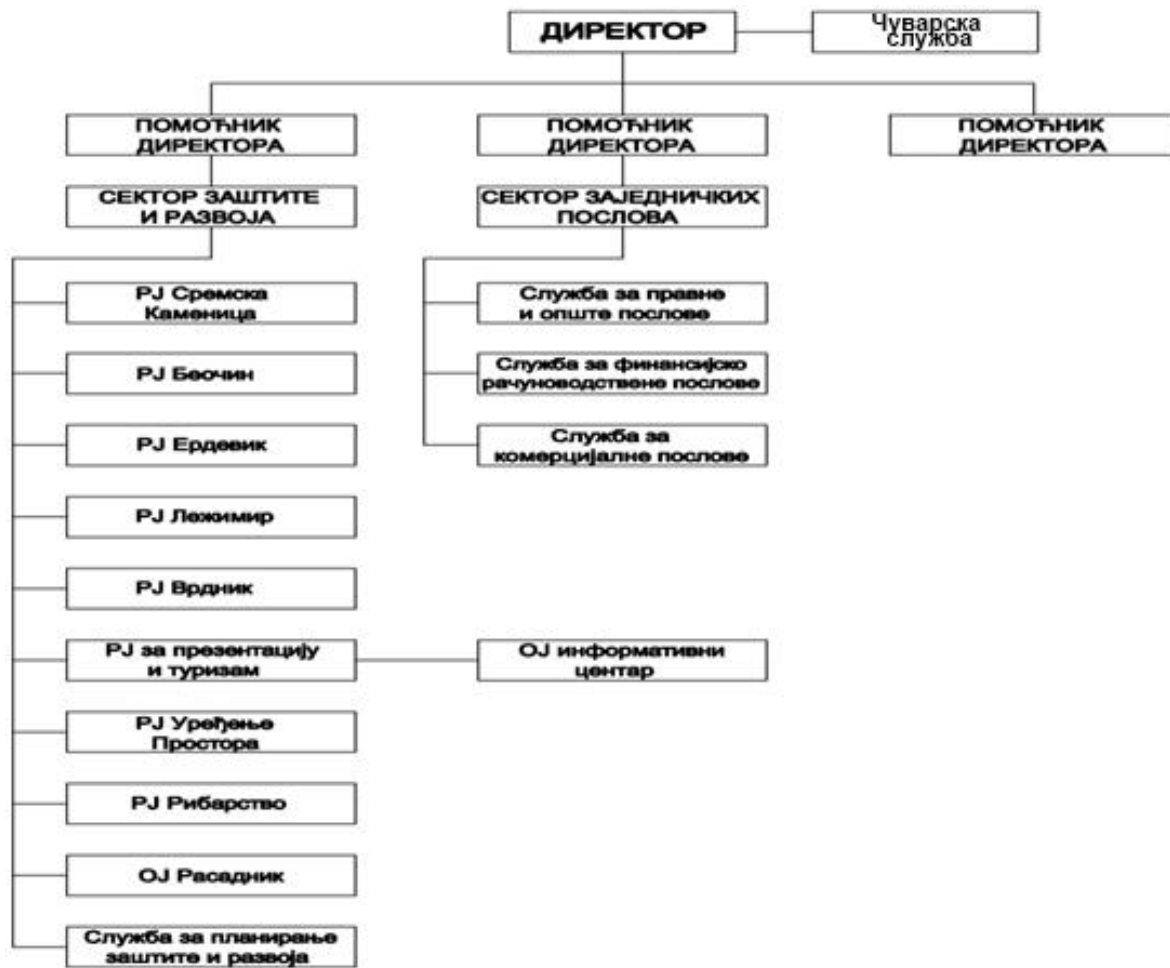 ДИРЕКТОР
Чуварска
служба
ПОМОЋНИК
ДИРЕКТОРА
ПОМОЋНИК
ДИРЕКТОРА
ПОМОЋНИК
ДИРЕКТОРА
СЕКТОР ЗАШТИТЕ
И РАЗВОЈА
СЕКТОР ЗАЈЕДНИЧКИХ
ПОСЛОВА
РЈ Сремска
Каменица
Служба за правне
и опште послове
РЈ Беочин
Служба за финансијско
рачуноводствене послове
РЈ Ердевик
Служба за
комерцијалне послове
РЈ Лежимир
РЈ Врдник
РЈ за презентацију
и туризам
ОЈ информативни
центар
РЈ Уређење
Простора
РЈ Рибарство
ОЈ Расадник
Служба за планирање
заштите и развоја